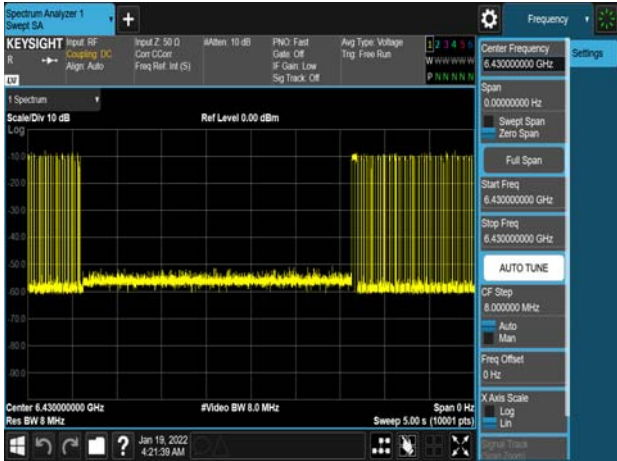 Spectrum Analyzer 1
Swept SA
+
Frequency
KEYSIGHT
R
LXI
Input: RF
Coupling: DC
Align: Auto
Input Z: 50 Ω
Corr CCorr
Freq Ref: Int (S)
#Atten: 10 dB
PNO: Fast
Gate: Off
IF Gain: Low
Sig Track: Off
Avg Type: Voltage
Trig: Free Run
1 2 3 4 5 6
W W W W W W
P N N N N N
Center Frequency
6.430000000 GHz
Settings
Span
0.00000000 Hz
Swept Span
Zero Span
Full Span
Start Freq
6.430000000 GHz
Stop Freq
6.430000000 GHz
AUTO TUNE
CF Step
8.000000 MHz
Auto
Man
Freq Offset
0 Hz
X Axis Scale
Log
Lin
Signal Track
(Span Zoom)
1 Spectrum
Scale/Div 10 dB
Ref Level 0.00 dBm
Log
-10.0
-20.0
-30.0
-40.0
-50.0
-60.0
-70.0
-80.0
-90.0
Center 6.430000000 GHz
#Video BW 8.0 MHz
Span 0 Hz
Res BW 8 MHz
Sweep 5.00 s (10001 pts)
?
Jan 19, 2022
4:21:39 AM